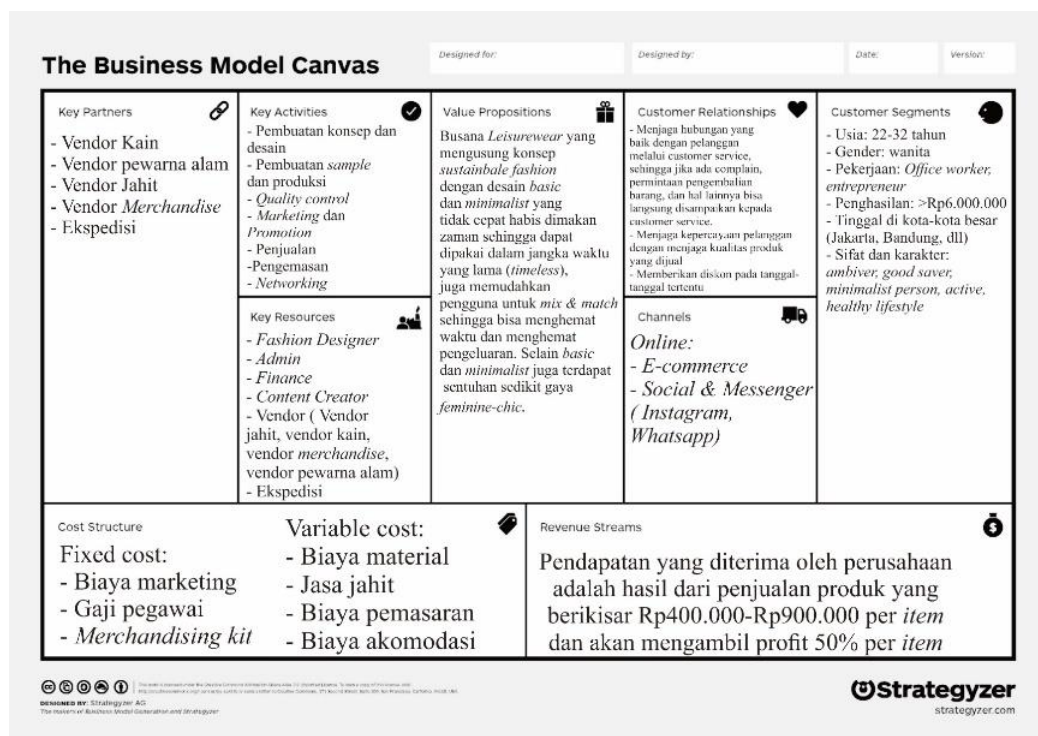 The Business Model Canvas
Designed for:
Designed by:
Date:
Version:
Key Partners
- Vendor Kain
- Vendor pewarna alam
- Vendor Jahit
- Vendor Merchandise
- Ekspedisi
Key Activities
- Pembuatan konsep dan
desain
- Pembuatan sample
dan produksi
- Quality control
- Marketing dan
Promotion
- Penjualan
-Pengemasan
- Networking
Key Resources
- Fashion Designer
- Admin
- Finance
- Content Creator
- Vendor ( Vendor
jahit, vendor kain,
vendor merchandise,
vendor pewarna alam)
- Ekspedisi
Value Propositions
Busana Leisurewear yang
mengusung konsep
sustainbale fashion
dengan desain basic
dan minimalist yang
tidak cepat habis dimakan
zaman sehingga dapat
dipakai dalam jangka waktu
yang lama (timeless),
juga memudahkan
pengguna untuk mix & match
sehingga bisa menghemat
waktu dan menghemat
pengeluaran. Selain basic
dan minimalist juga terdapat
sentuhan sedikit gaya
feminine-chic.
Customer Relationships
- Menjaga hubungan yang
baik dengan pelanggan
melalui customer service,
sehingga jika ada complain,
permintaan pengembalian
barang, dan hal lainnya bisa
langsung disampaikan kepada
customer service.
- Menjaga kepercayaan pelanggan
dengan menjaga kualitas produk
yang dijual
- Memberikan diskon pada tanggal-
tanggal tertentu
Channels
Online:
- E-commerce
- Social & Messenger
( Instagram,
Whatsapp)
Customer Segments
- Usia: 22-32 tahun
- Gender: wanita
- Pekerjaan: Office worker,
entrepreneur
- Penghasilan: >Rp6.000.000
- Tinggal di kota-kota besar
(Jakarta, Bandung, dll)
- Sifat dan karakter:
ambiver, good saver,
minimalist person, active,
healthy lifestyle
Cost Structure
Fixed cost:
- Biaya marketing
- Gaji pegawai
- Merchandising kit
Variable cost:
- Biaya material
- Jasa jahit
- Biaya pemasaran
- Biaya akomodasi
Revenue Streams
Pendapatan yang diterima oleh perusahaan
adalah hasil dari penjualan produk yang
berikisar Rp400.000-Rp900.000 per item
dan akan mengambil profit 50% per item
DESIGNED BY: Strategyzer AG
The makers of Business Model Generation and Strategyzer
Strategyzer
strategyzer.com